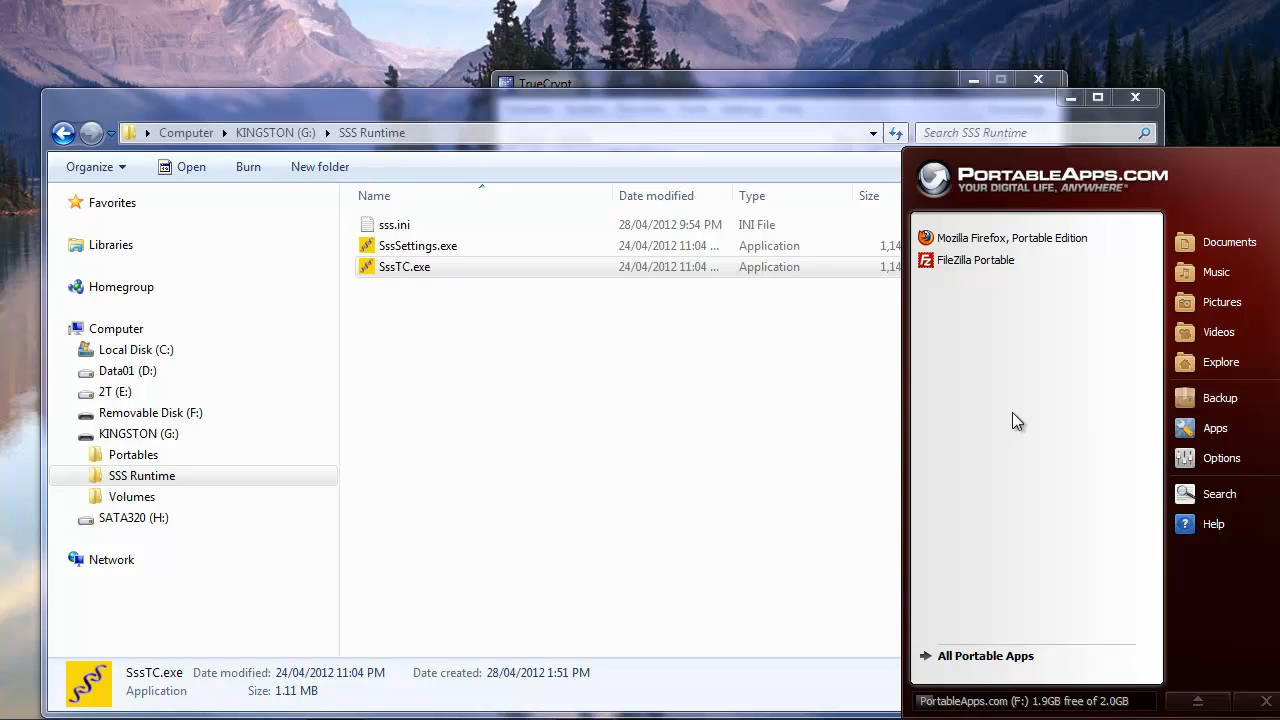 TrueCrypt
Computer KINGSTON (G:) SSS Runtime
Search SSS Runtime
Organize Open Burn New folder
Favorites
Libraries
Homegroup
Computer
Local Disk (C:)
Data01 (D:)
2T (E:)
Removable Disk (F:)
KINGSTON (G:)
Portables
SSS Runtime
Volumes
SATA320 (H:)
Network
Name Date modified Type Size
sss.ini 28/04/2012 9:54 PM INI File
SssSettings.exe 24/04/2012 11:04 ... Application 1,14
SssTC.exe 24/04/2012 11:04 ... Application 1,14
SssTC.exe Date modified: 24/04/2012 11:04 PM Date created: 28/04/2012 1:51 PM
Application Size: 1.11 MB
PORTABLEAPPS.COM
YOUR DIGITAL LIFE, ANYWHERE®
Mozilla Firefox, Portable Edition
FileZilla Portable
All Portable Apps
Documents
Music
Pictures
Videos
Explore
Backup
Apps
Options
Search
Help
PortableApps.com (F:) 1.9GB free of 2.0GB